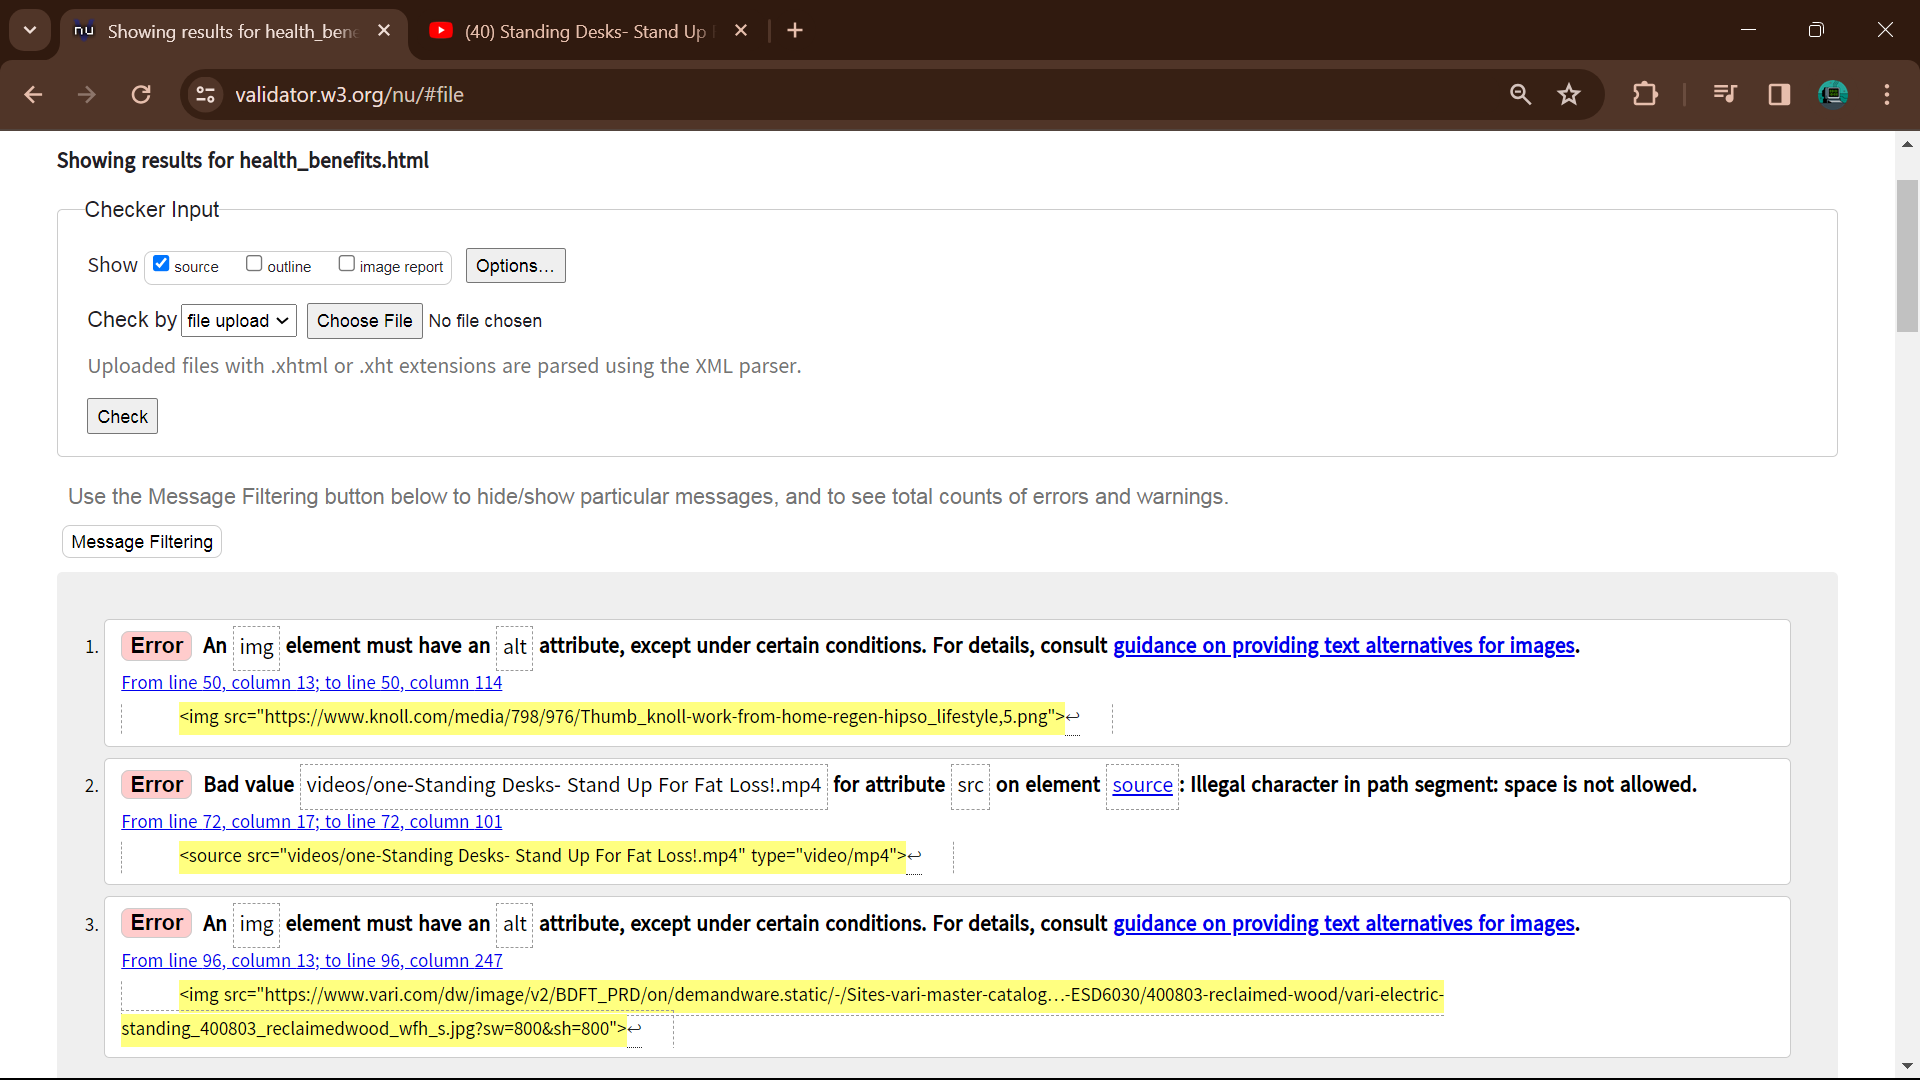 nu Showing results for health_ben
(40) Standing Desks- Stand Up
validator.w3.org/nu/#file
Showing results for health_benefits.html
Checker Input
Show source outline image report Options...
Check by file upload Choose File No file chosen
Uploaded files with .xhtml or .xht extensions are parsed using the XML parser.
Check
Use the Message Filtering button below to hide/show particular messages, and to see total counts of errors and warnings.
Message Filtering
1. Error An img element must have an alt attribute, except under certain conditions. For details, consult guidance on providing text alternatives for images.
From line 50, column 13; to line 50, column 114
<img src="https://www.knoll.com/media/798/976/Thumb_knoll-work-from-home-regen-hipso_lifestyle,5.png">↩
2. Error Bad value videos/one-Standing Desks- Stand Up For Fat Loss!.mp4 for attribute src on element source: Illegal character in path segment: space is not allowed.
From line 72, column 17; to line 72, column 101
<source src="videos/one-Standing Desks- Stand Up For Fat Loss!.mp4" type="video/mp4">↩
3. Error An img element must have an alt attribute, except under certain conditions. For details, consult guidance on providing text alternatives for images.
From line 96, column 13; to line 96, column 247
<img src="https://www.vari.com/dw/image/v2/BDFT_PRD/on/demandware.static/-/Sites-vari-master-catalog…-ESD6030/400803-reclaimed-wood/vari-electric-
standing_400803_reclaimedwood_wfh_s.jpg?sw=800&sh=800">↩